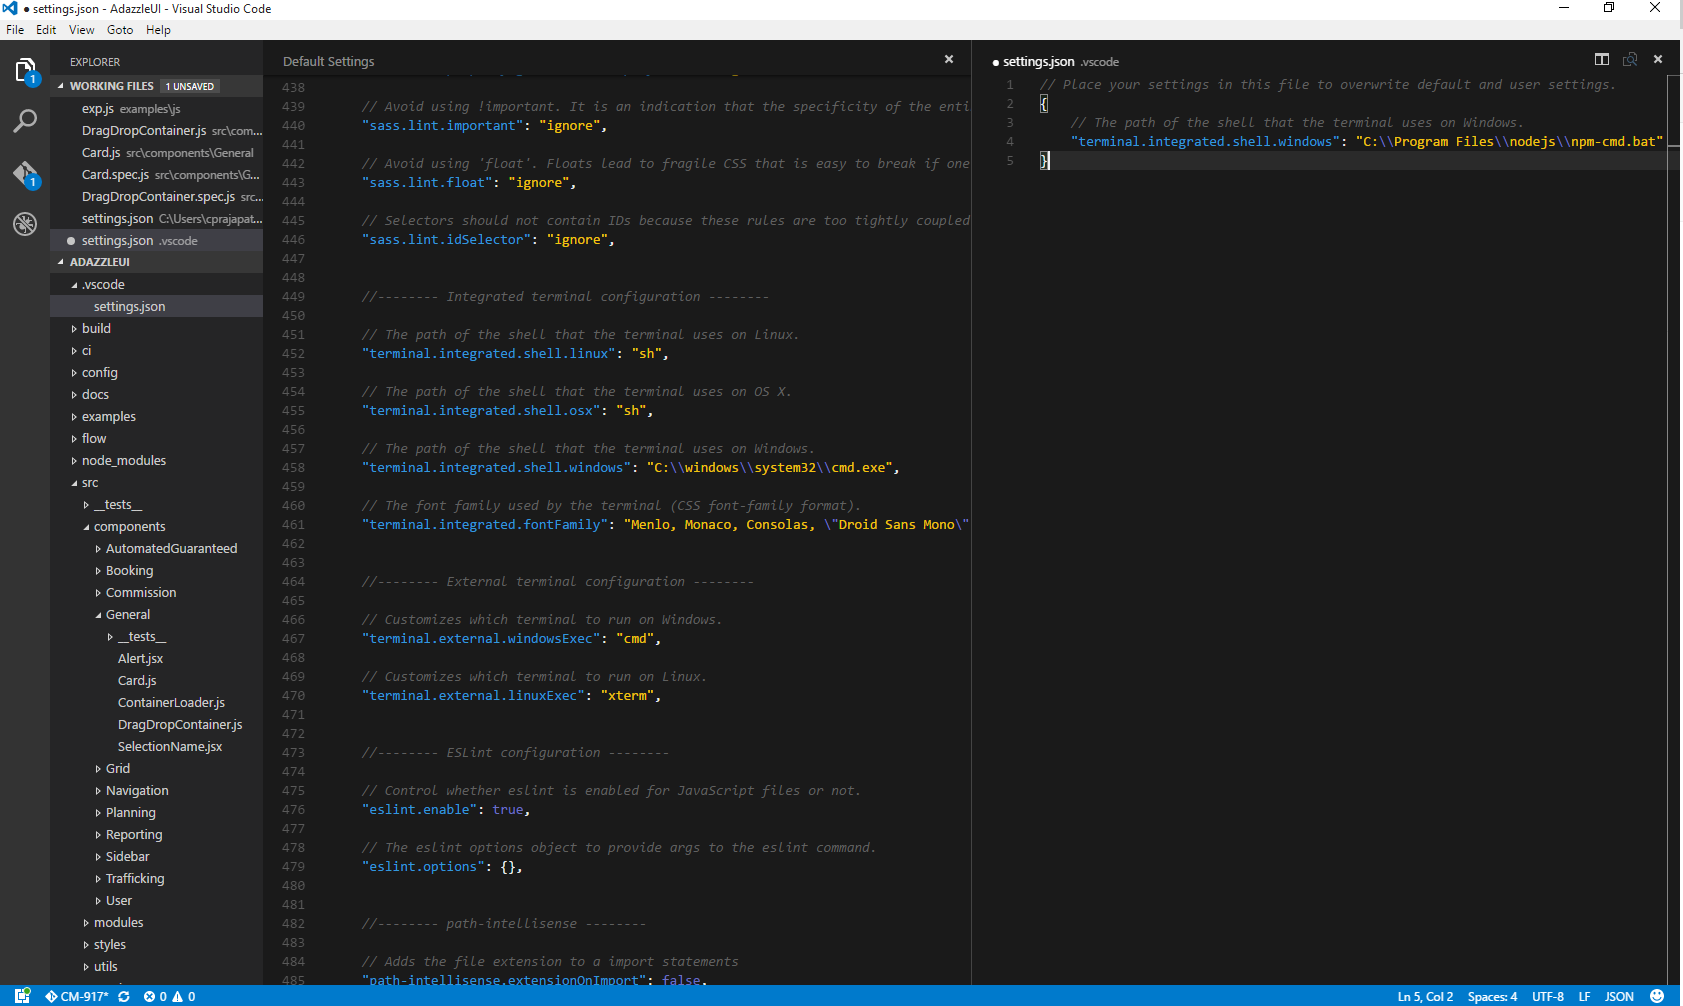 ● settings.json - AdazzleUI - Visual Studio Code
File Edit View Goto Help
EXPLORER
WORKING FILES 1 UNSAVED
exp.js examples\js
DragDropContainer.js src\com...
Card.js src\components\General
Card.spec.js src\components\G...
DragDropContainer.spec.js src...
settings.json C:\Users\cprajapat...
● settings.json .vscode
ADAZZLEUI
.vscode
settings.json
build
ci
config
docs
examples
flow
node_modules
src
__tests__
components
AutomatedGuaranteed
Booking
Commission
General
__tests__
Alert.jsx
Card.js
ContainerLoader.js
DragDropContainer.js
SelectionName.jsx
Grid
Navigation
Planning
Reporting
Sidebar
Trafficking
User
modules
styles
utils
1
1
Default Settings
438
439 // Avoid using !important. It is an indication that the specificity of the enti
440 "sass.lint.important": "ignore",
441
442 // Avoid using 'float'. Floats lead to fragile CSS that is easy to break if one
443 "sass.lint.float": "ignore",
444
445 // Selectors should not contain IDs because these rules are too tightly coupled
446 "sass.lint.idSelector": "ignore",
447
448
449 //-------- Integrated terminal configuration --------
450
451 // The path of the shell that the terminal uses on Linux.
452 "terminal.integrated.shell.linux": "sh",
453
454 // The path of the shell that the terminal uses on OS X.
455 "terminal.integrated.shell.osx": "sh",
456
457 // The path of the shell that the terminal uses on Windows.
458 "terminal.integrated.shell.windows": "C:\\windows\\system32\\cmd.exe",
459
460 // The font family used by the terminal (CSS font-family format).
461 "terminal.integrated.fontFamily": "Menlo, Monaco, Consolas, \"Droid Sans Mono\"
462
463
464 //-------- External terminal configuration --------
465
466 // Customizes which terminal to run on Windows.
467 "terminal.external.windowsExec": "cmd",
468
469 // Customizes which terminal to run on Linux.
470 "terminal.external.linuxExec": "xterm",
471
472
473 //-------- ESLint configuration --------
474
475 // Control whether eslint is enabled for JavaScript files or not.
476 "eslint.enable": true,
477
478 // The eslint options object to provide args to the eslint command.
479 "eslint.options": {},
480
481
482 //-------- path-intellisense --------
483
484 // Adds the file extension to a import statements
485 "path-intellisense.extensionOnImport": false,
● settings.json .vscode
1 // Place your settings in this file to overwrite default and user settings.
2 {
3 // The path of the shell that the terminal uses on Windows.
4 "terminal.integrated.shell.windows": "C:\\Program Files\\nodejs\\npm-cmd.bat"
5 }
CM-917* 0 0
Ln 5, Col 2 Spaces: 4 UTF-8 LF JSON